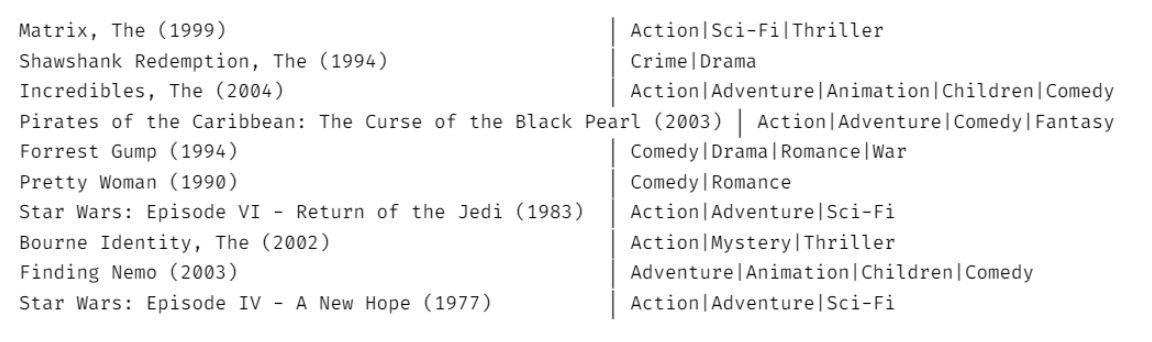 Matrix, The (1999) | Action|Sci-Fi|Thriller
Shawshank Redemption, The (1994) | Crime|Drama
Incredibles, The (2004) | Action|Adventure|Animation|Children|Comedy
Pirates of the Caribbean: The Curse of the Black Pearl (2003) | Action|Adventure|Comedy|Fantasy
Forrest Gump (1994) | Comedy|Drama|Romance|War
Pretty Woman (1990) | Comedy|Romance
Star Wars: Episode VI - Return of the Jedi (1983) | Action|Adventure|Sci-Fi
Bourne Identity, The (2002) | Action|Mystery|Thriller
Finding Nemo (2003) | Adventure|Animation|Children|Comedy
Star Wars: Episode IV - A New Hope (1977) | Action|Adventure|Sci-Fi